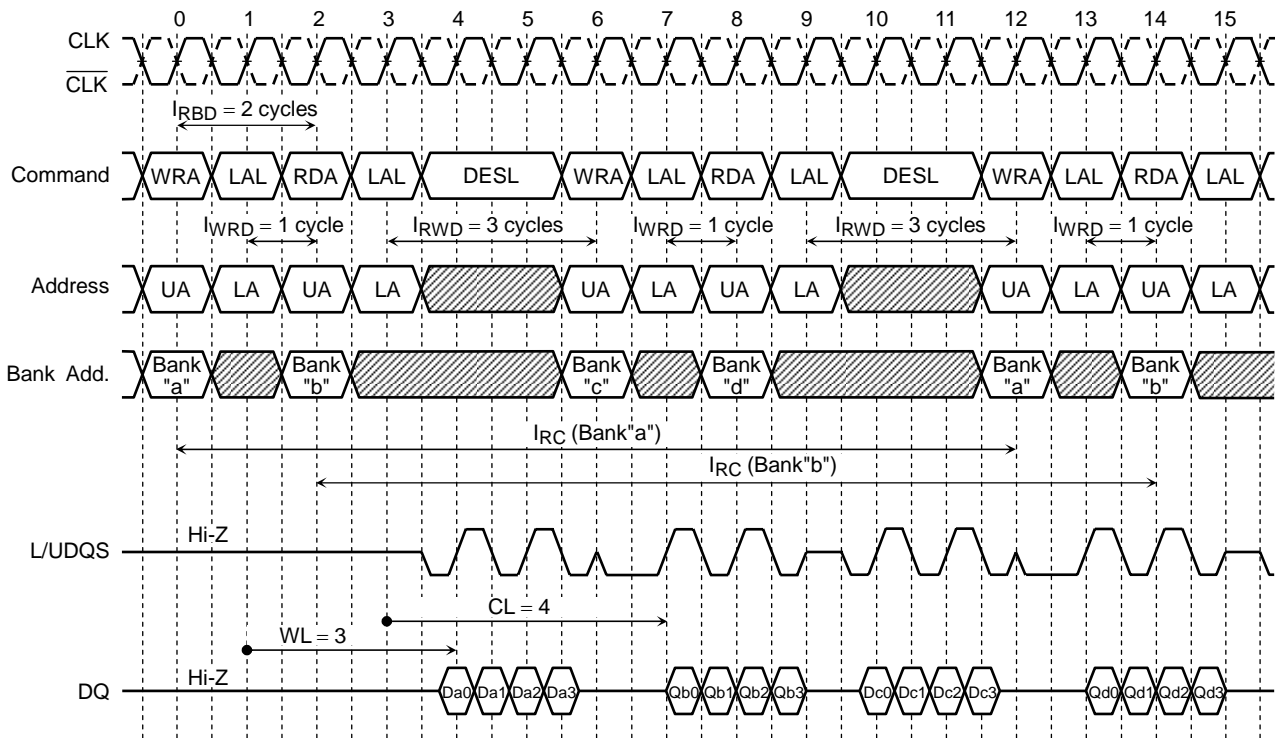 0 1 2 3 4 5 6 7 8 9 10 11 12 13 14 15
CLK
CLK
IRBD = 2 cycles
Command WRA LAL RDA LAL DESL WRA LAL RDA LAL DESL WRA LAL RDA LAL
IWRD = 1 cycle IRWD = 3 cycles IWRD = 1 cycle IRWD = 3 cycles IWRD = 1 cycle
Address UA LA UA LA UA LA UA LA UA LA UA LA
Bank Add. Bank "a" Bank "b" Bank "c" Bank "d" Bank "a" Bank "b"
IRC (Bank"a")
IRC (Bank"b")
L/UDQS Hi-Z
CL = 4
WL = 3
DQ Hi-Z Da0 Da1 Da2 Da3 Qb0 Qb1 Qb2 Qb3 Dc0 Dc1 Dc2 Dc3 Qd0 Qd1 Qd2 Qd3